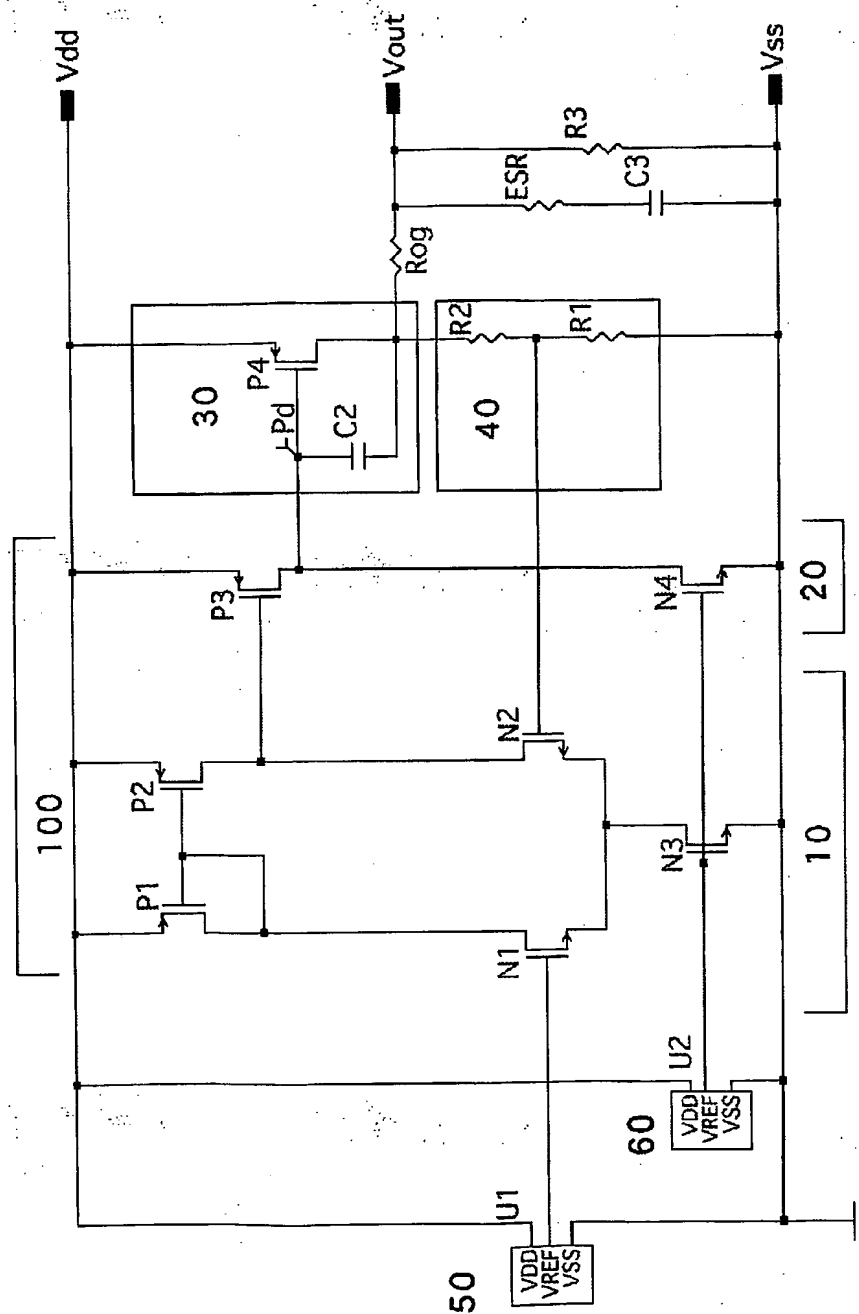 100
Vdd
P1
P2
P3
30
P4
Pd
C2
Rog
Vout
ESR
R3
C3
40
R2
R1
N1
N2
N3
N4
50
U1
VDD
VREF
VSS
60
U2
VDD
VREF
VSS
10
20
Vss